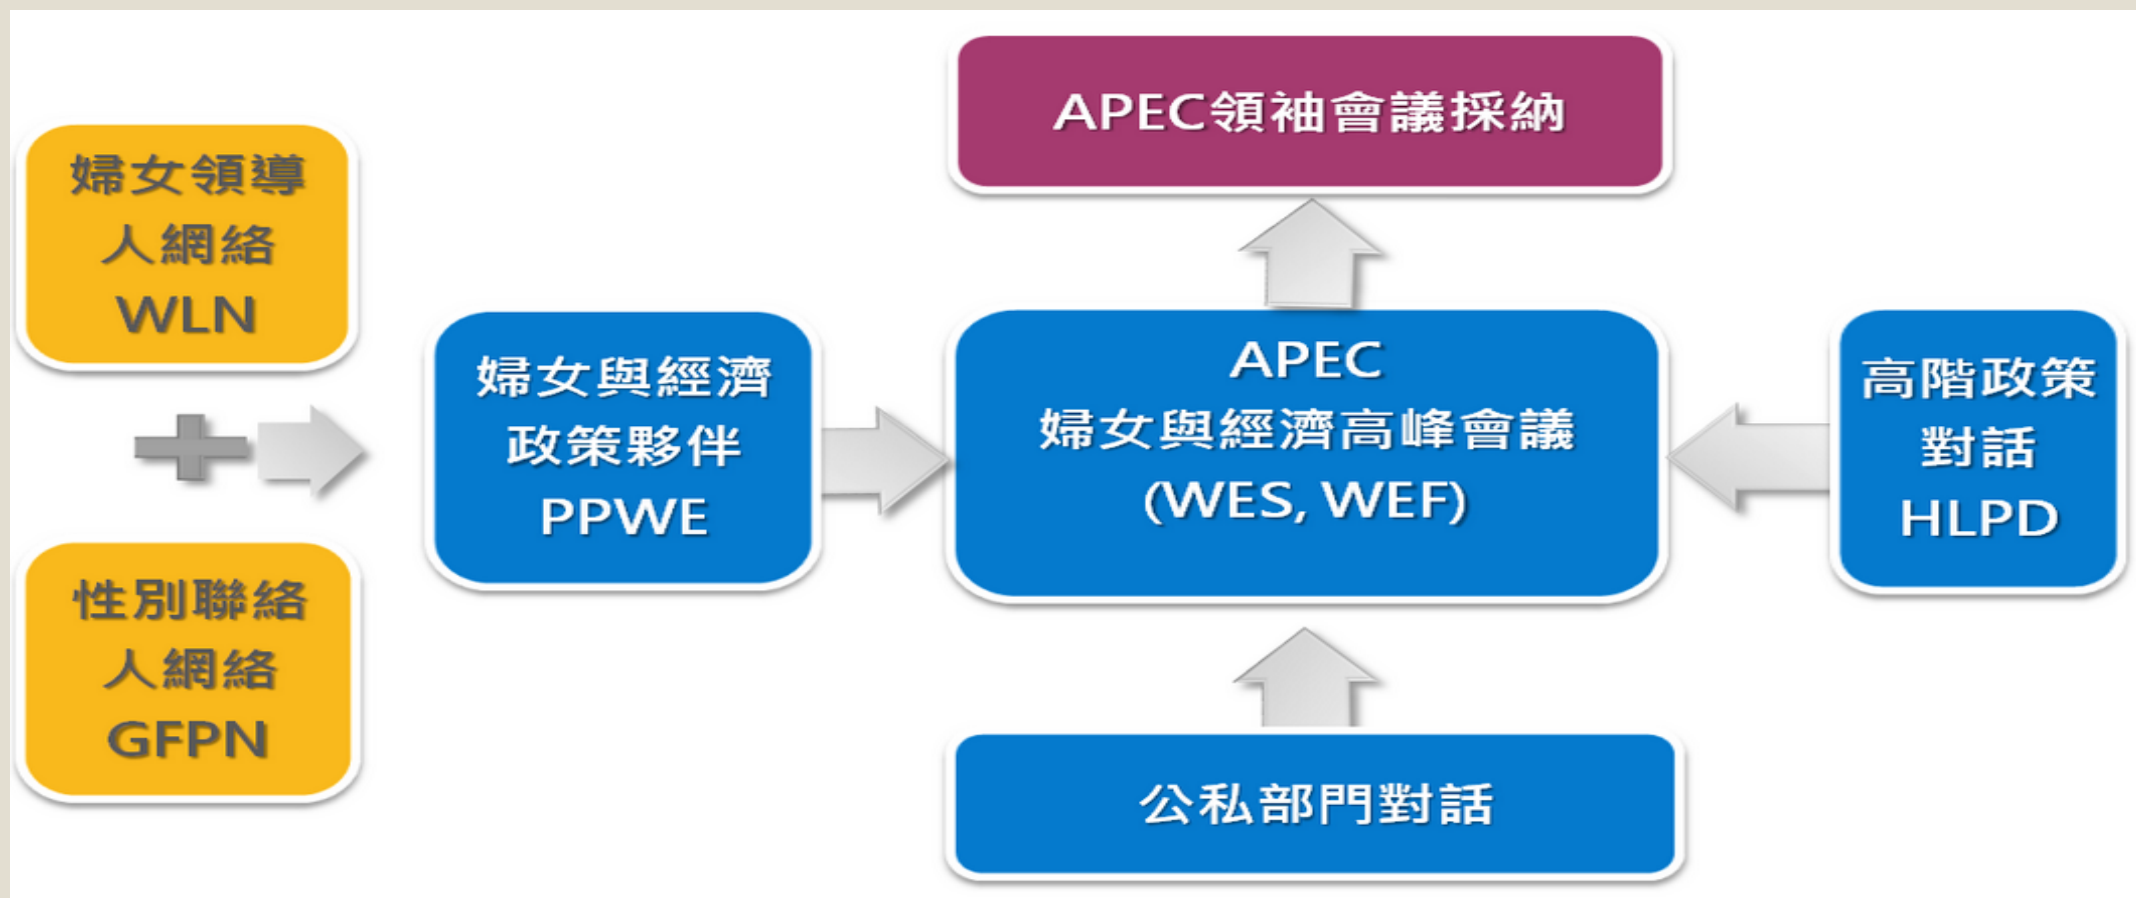 APEC領袖會議採納
婦女領導
人網絡
WLN
性別聯絡
人網絡
GFPN
婦女與經濟
政策夥伴
PPWE
APEC
婦女與經濟高峰會議
(WES, WEF)
高階政策
對話
HLPD
公私部門對話